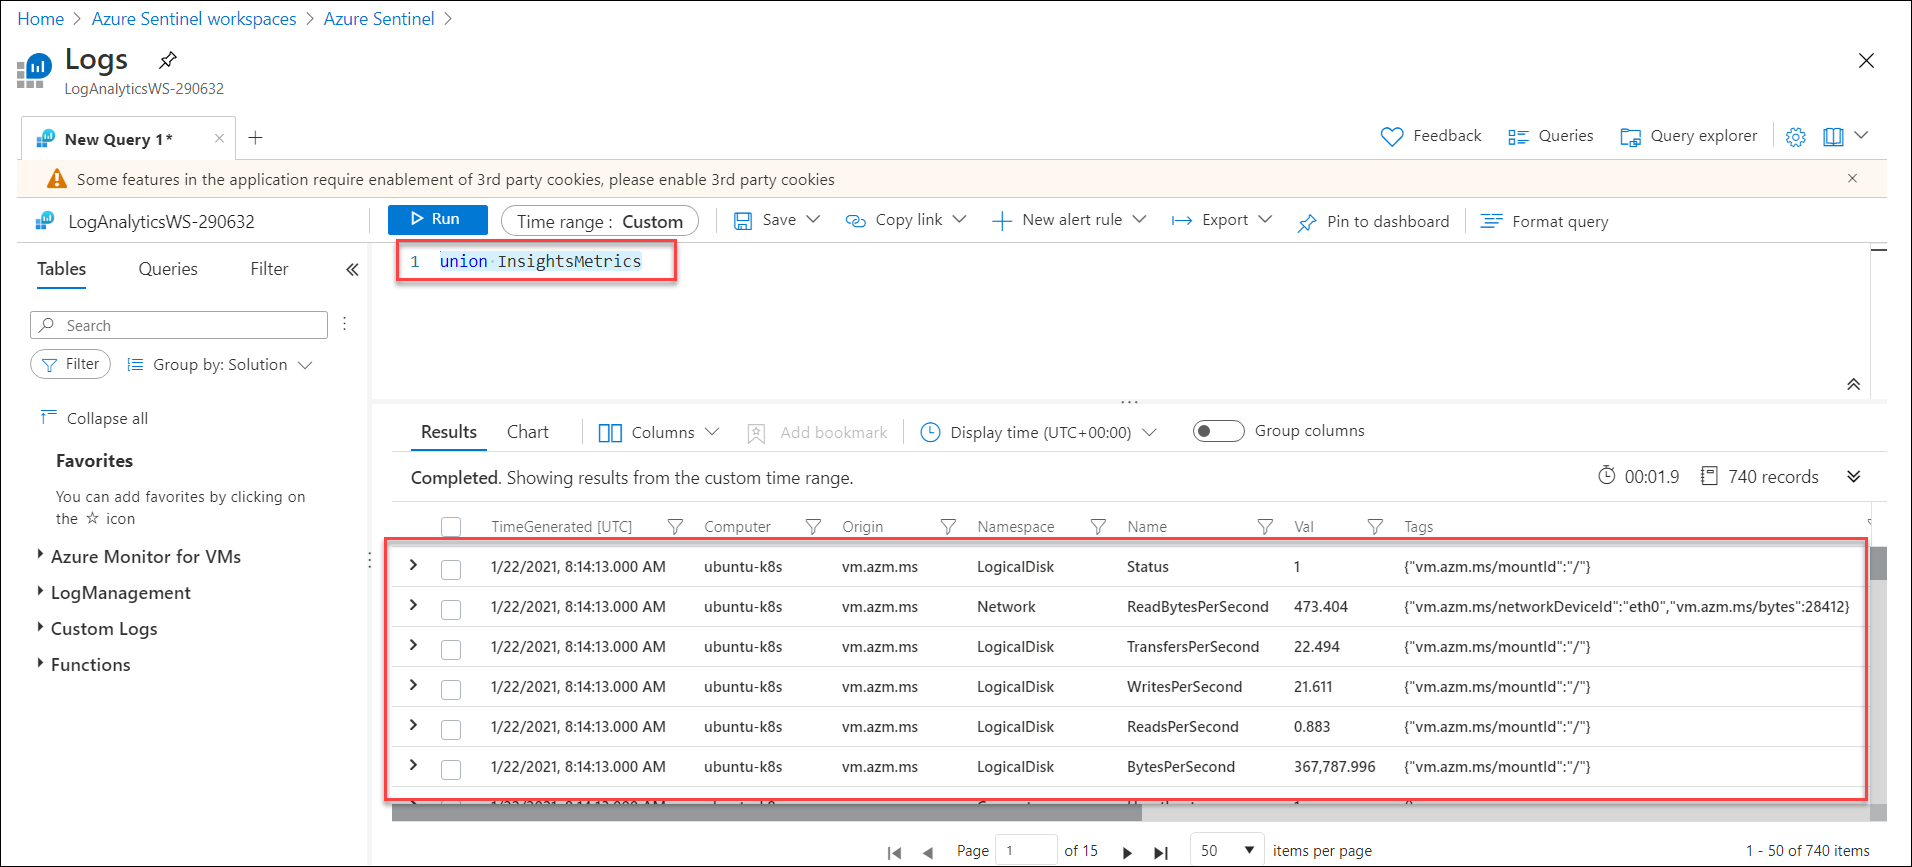 Home > Azure Sentinel workspaces > Azure Sentinel >
Logs
LogAnalyticsWS-290632
New Query 1*
Feedback Queries Query explorer
Some features in the application require enablement of 3rd party cookies, please enable 3rd party cookies
LogAnalyticsWS-290632
Run Time range : Custom Save Copy link New alert rule Export Pin to dashboard Format query
Tables Queries Filter
1 union InsightsMetrics
Search
Filter Group by: Solution
Collapse all
Favorites
You can add favorites by clicking on
the ☆ icon
Azure Monitor for VMs
LogManagement
Custom Logs
Functions
Results Chart Columns Add bookmark Display time (UTC+00:00) Group columns
Completed. Showing results from the custom time range. 00:01.9 740 records
TimeGenerated [UTC] Computer Origin Namespace Name Val Tags
1/22/2021, 8:14:13.000 AM ubuntu-k8s vm.azm.ms LogicalDisk Status 1 {"vm.azm.ms/mountId":"/"}
1/22/2021, 8:14:13.000 AM ubuntu-k8s vm.azm.ms Network ReadBytesPerSecond 473.404 {"vm.azm.ms/networkDeviceId":"eth0","vm.azm.ms/bytes":28412}
1/22/2021, 8:14:13.000 AM ubuntu-k8s vm.azm.ms LogicalDisk TransfersPerSecond 22.494 {"vm.azm.ms/mountId":"/"}
1/22/2021, 8:14:13.000 AM ubuntu-k8s vm.azm.ms LogicalDisk WritesPerSecond 21.611 {"vm.azm.ms/mountId":"/"}
1/22/2021, 8:14:13.000 AM ubuntu-k8s vm.azm.ms LogicalDisk ReadsPerSecond 0.883 {"vm.azm.ms/mountId":"/"}
1/22/2021, 8:14:13.000 AM ubuntu-k8s vm.azm.ms LogicalDisk BytesPerSecond 367,787.996 {"vm.azm.ms/mountId":"/"}
Page 1 of 15 50 items per page 1 - 50 of 740 items